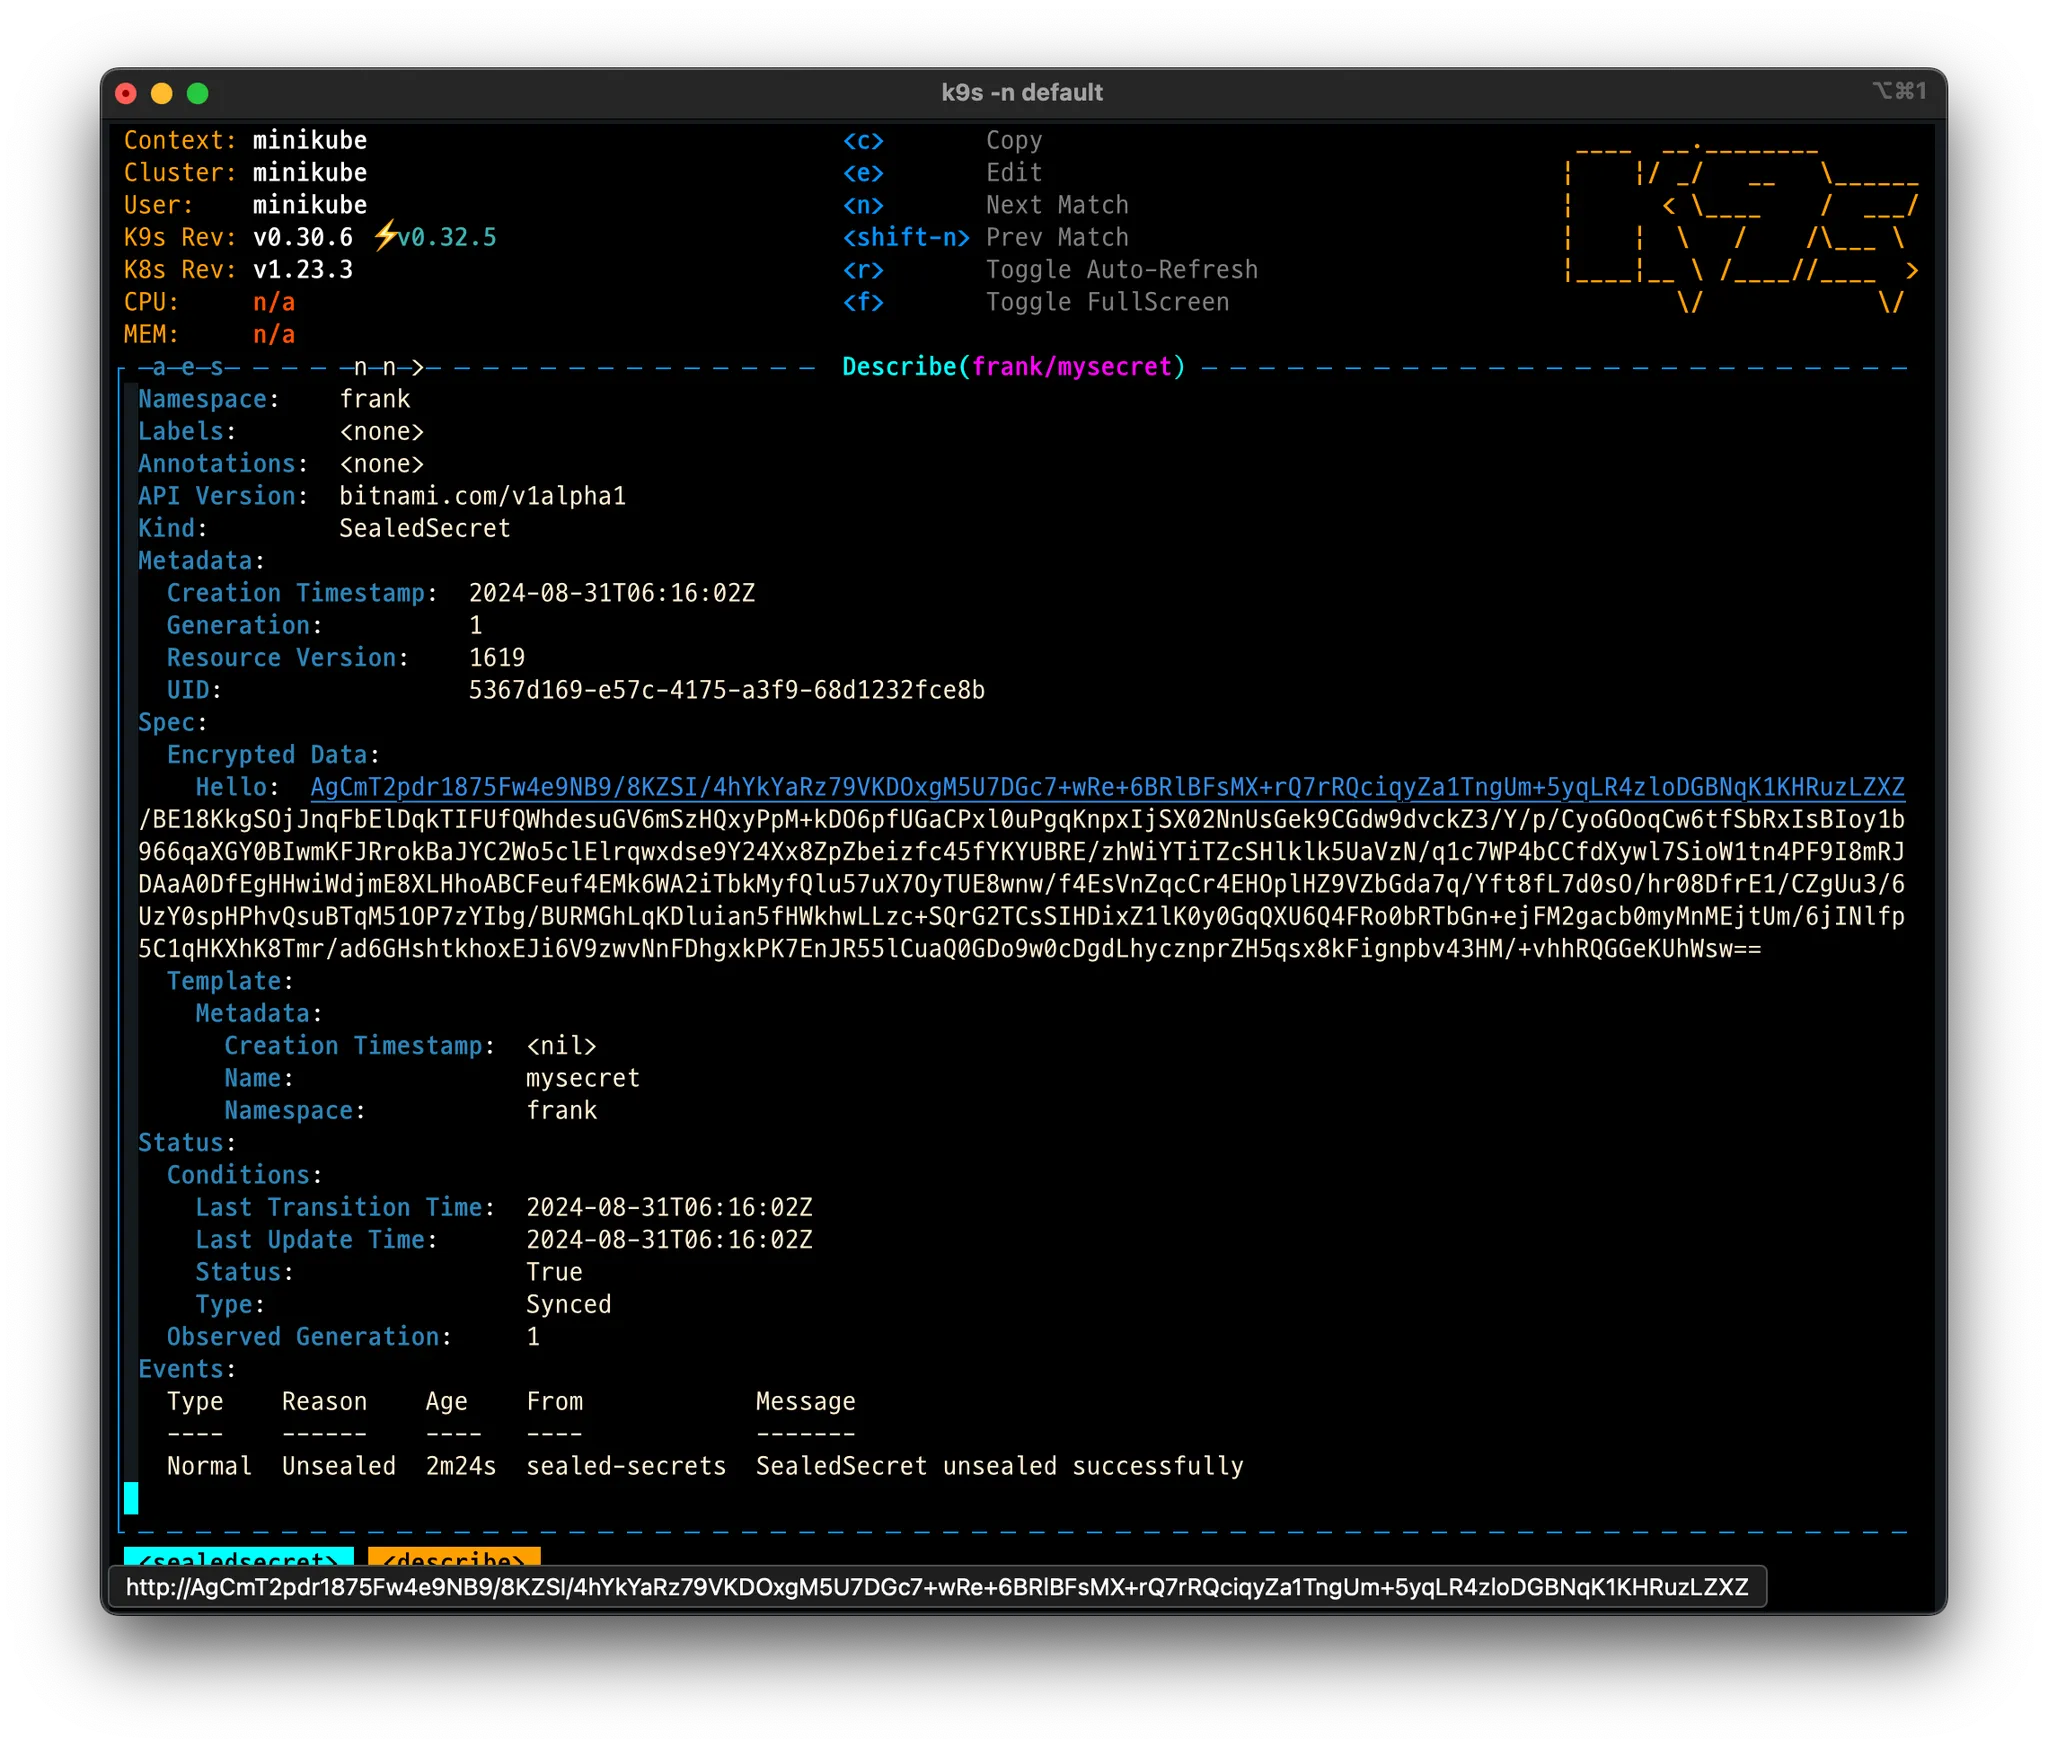 k9s -n default
⌥⌘1
Context: minikube
Cluster: minikube
User: minikube
K9s Rev: v0.30.6 ⚡v0.32.5
K8s Rev: v1.23.3
CPU: n/a
MEM: n/a
<c> Copy
<e> Edit
<n> Next Match
<shift-n> Prev Match
<r> Toggle Auto-Refresh
<f> Toggle FullScreen
a e s n n > Describe(frank/mysecret)
Namespace: frank
Labels: <none>
Annotations: <none>
API Version: bitnami.com/v1alpha1
Kind: SealedSecret
Metadata:
Creation Timestamp: 2024-08-31T06:16:02Z
Generation: 1
Resource Version: 1619
UID: 5367d169-e57c-4175-a3f9-68d1232fce8b
Spec:
Encrypted Data:
Hello: AgCmT2pdr1875Fw4e9NB9/8KZSI/4hYkYaRz79VKDOxgM5U7DGc7+wRe+6BRlBFsMX+rQ7rRQciqyZa1TngUm+5yqLR4zloDGBNqK1KHRuzLZXZ
/BE18KkgSOjJnqFbElDqkTIFUfQWhdesuGV6mSzHQxyPpM+kDO6pfUGaCPxl0uPgqKnpxIjSX02NnUsGek9CGdw9dvckZ3/Y/p/CyoGOoqCw6tfSbRxIsBIoy1b
966qaXGY0BIwmKFJRrokBaJYC2Wo5clElrqwxdse9Y24Xx8ZpZbeizfc45fYKYUBRE/zhWiYTiTZcSHlklk5UaVzN/q1c7WP4bCCfdXywl7SioW1tn4PF9I8mRJ
DAaA0DfEgHHwiWdjmE8XLHhoABCFeuf4EMk6WA2iTbkMyfQlu57uX7OyTUE8wnw/f4EsVnZqcCr4EHOplHZ9VZbGda7q/Yft8fL7d0sO/hr08DfrE1/CZgUu3/6
UzY0spHPhvQsuBTqM51OP7zYIbg/BURMGhLqKDluian5fHWkhwLLzc+SQrG2TCsSIHDixZ1lK0y0GqQXU6Q4FRo0bRTbGn+ejFM2gacb0myMnMEjtUm/6jINlfp
5C1qHKXhK8Tmr/ad6GHshtkhoxEJi6V9zwvNnFDhgxkPK7EnJR55lCuaQ0GDo9w0cDgdLhycznprZH5qsx8kFignpbv43HM/+vhhRQGGeKUhWsw==
Template:
Metadata:
Creation Timestamp: <nil>
Name: mysecret
Namespace: frank
Status:
Conditions:
Last Transition Time: 2024-08-31T06:16:02Z
Last Update Time: 2024-08-31T06:16:02Z
Status: True
Type: Synced
Observed Generation: 1
Events:
Type Reason Age From Message
---- ------ ---- ---- -------
Normal Unsealed 2m24s sealed-secrets SealedSecret unsealed successfully
<sealedsecret> <describe>
http://AgCmT2pdr1875Fw4e9NB9/8KZSI/4hYkYaRz79VKDOxgM5U7DGc7+wRe+6BRlBFsMX+rQ7rRQciqyZa1TngUm+5yqLR4zloDGBNqK1KHRuzLZXZ